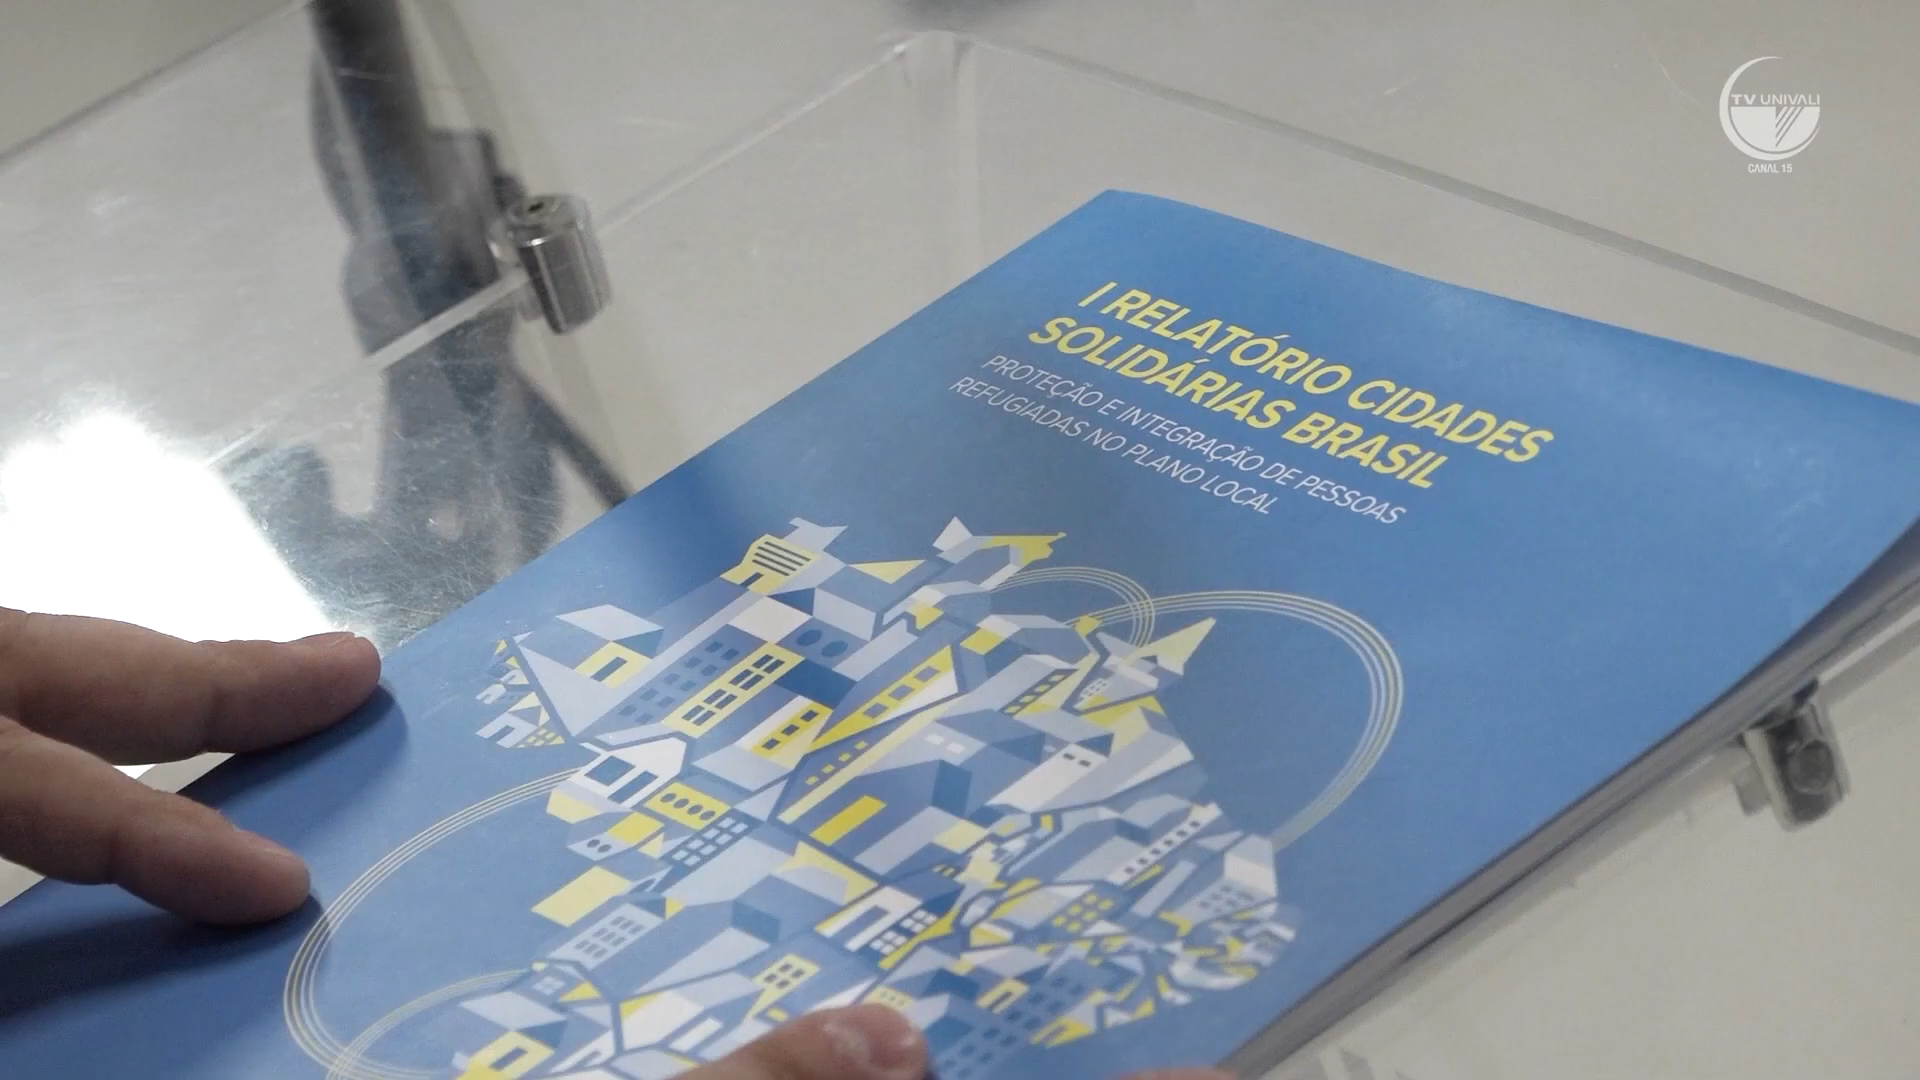 TV UNIVALI
CANAL 15
I RELATÓRIO CIDADES
SOLIDÁRIAS BRASIL
PROTEÇÃO E INTEGRAÇÃO DE PESSOAS
REFUGIADAS NO PLANO LOCAL